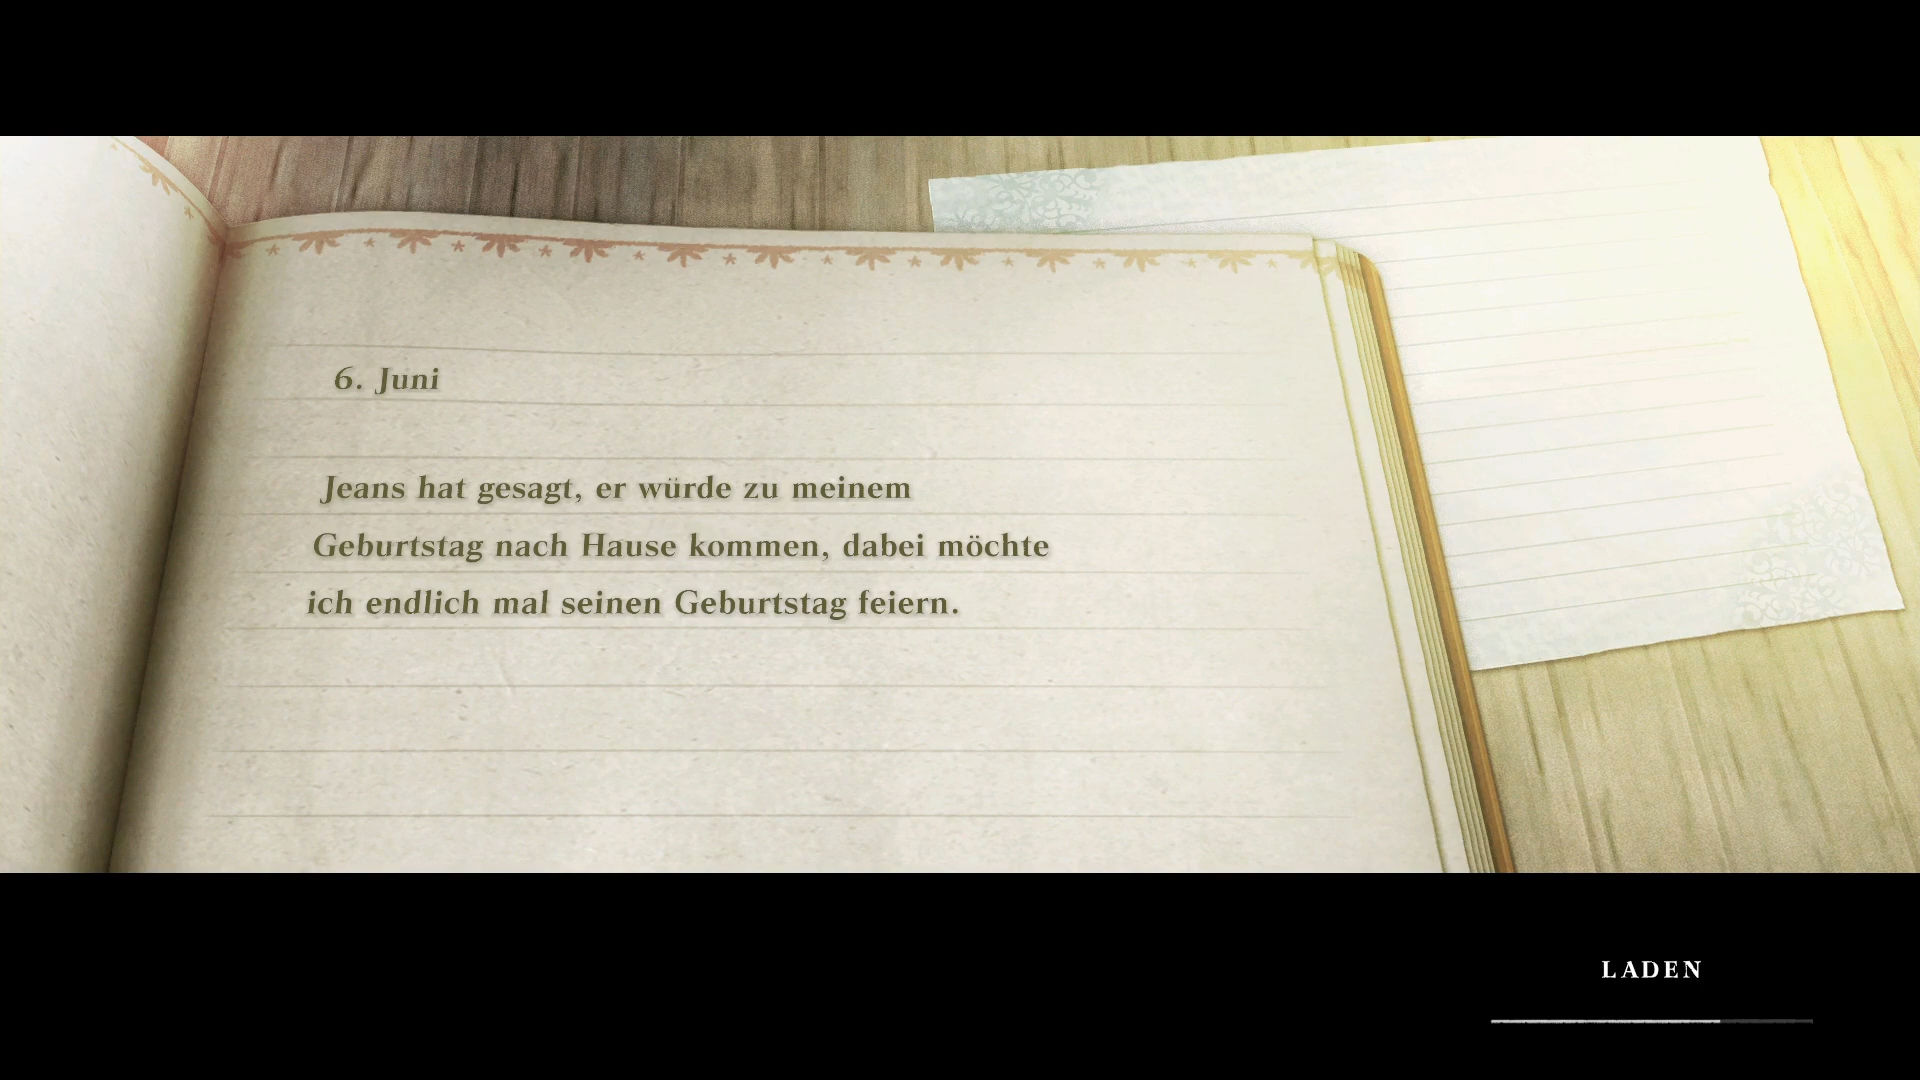 6. Juni
Jeans hat gesagt, er würde zu meinem
Geburtstag nach Hause kommen, dabei möchte
ich endlich mal seinen Geburtstag feiern.
LADEN